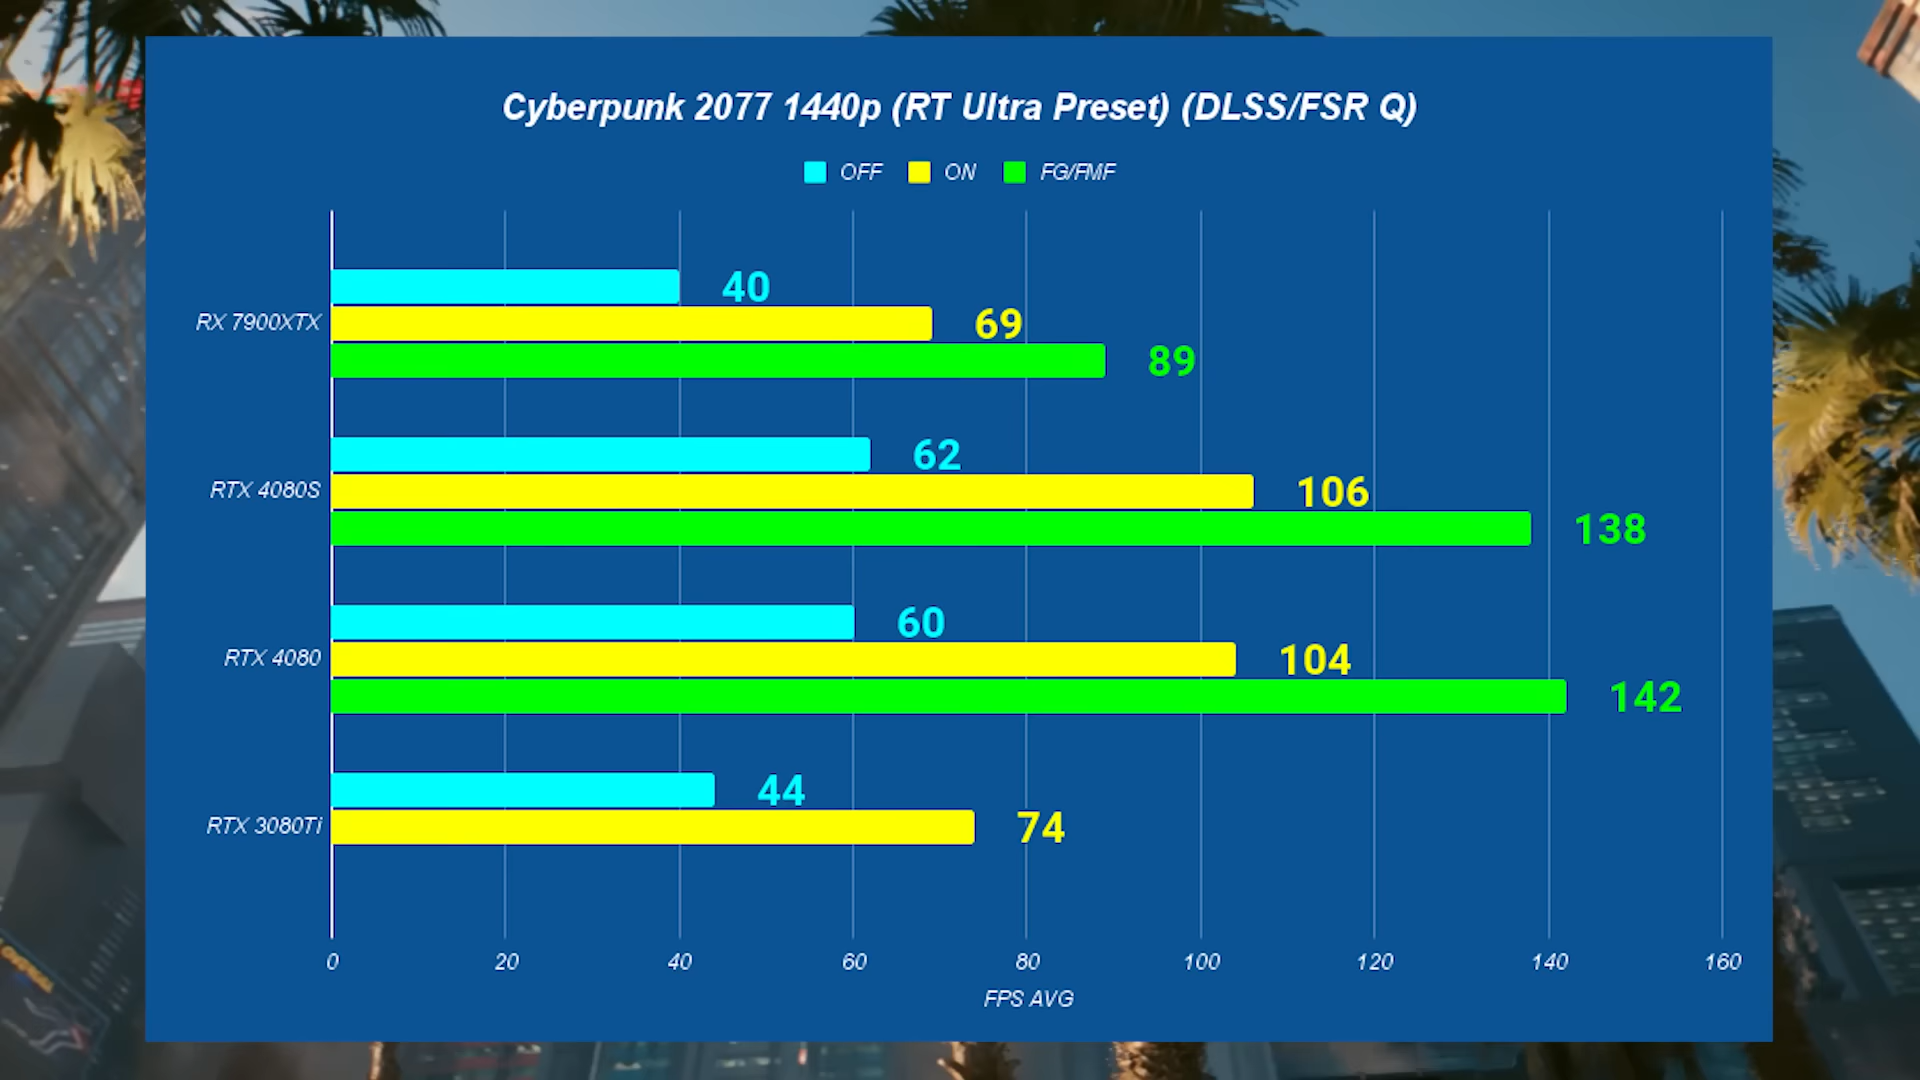 Cyberpunk 2077 1440p (RT Ultra Preset) (DLSS/FSR Q)
OFF ON FG/FMF
40
RX 7900XTX 69
89
62
RTX 4080S 106
138
60
RTX 4080 104
142
44
RTX 3080Ti 74
0 20 40 60 80 100 120 140 160
FPS AVG